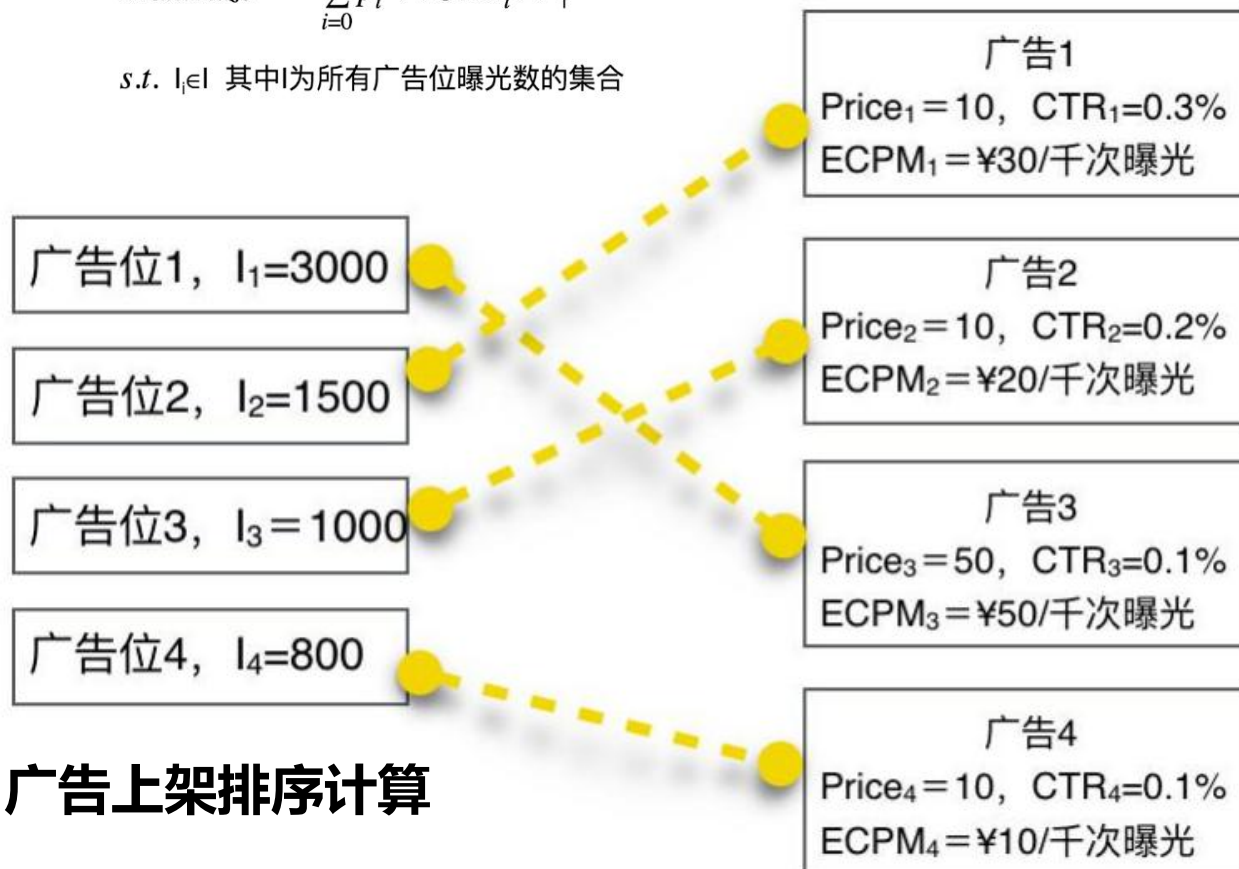 i=0
s.t. Iᵢ∈I 其中I为所有广告位曝光数的集合
广告位1，I₁=3000
广告位2，I₂=1500
广告位3，I₃＝1000
广告位4，I₄=800
广告上架排序计算
广告1
Price₁＝10，CTR₁=0.3%
ECPM₁＝¥30/千次曝光
广告2
Price₂＝10，CTR₂=0.2%
ECPM₂＝¥20/千次曝光
广告3
Price₃＝50，CTR₃=0.1%
ECPM₃＝¥50/千次曝光
广告4
Price₄＝10，CTR₄=0.1%
ECPM₄＝¥10/千次曝光